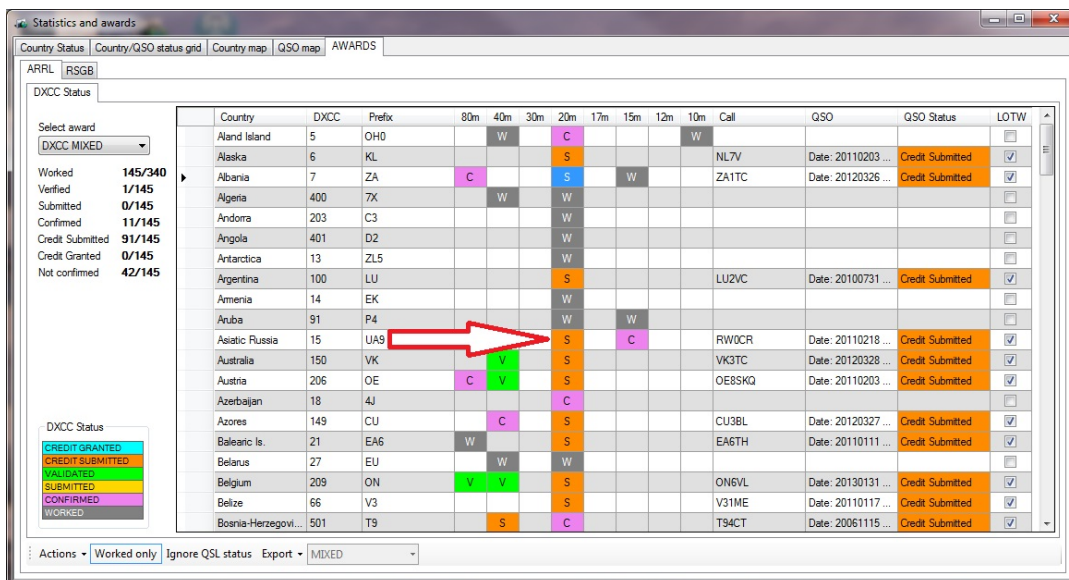 Statistics and awards
Country Status Country/QSO status grid Country map QSO map AWARDS
ARRL RSGB
DXCC Status
Select award
DXCC MIXED
Worked 145/340
Verified 1/145
Submitted 0/145
Confirmed 11/145
Credit Submitted 91/145
Credit Granted 0/145
Not confirmed 42/145
Country DXCC Prefix 80m 40m 30m 20m 17m 15m 12m 10m Call QSO QSO Status LOTW
Aland Island 5 OH0 W C W
Alaska 6 KL S NL7V Date: 20110203 ... Credit Submitted
Albania 7 ZA C S W ZA1TC Date: 20120326 ... Credit Submitted
Algeria 400 7X W W
Andorra 203 C3 W
Angola 401 D2 W
Antarctica 13 ZL5 W
Argentina 100 LU S LU2VC Date: 20100731 ... Credit Submitted
Armenia 14 EK W
Aruba 91 P4 W W
Asiatic Russia 15 UA9 S C RW0CR Date: 20110218 ... Credit Submitted
Australia 150 VK V S VK3TC Date: 20120328 ... Credit Submitted
Austria 206 OE C V S OE8SKQ Date: 20110203 ... Credit Submitted
Azerbaijan 18 4J C
Azores 149 CU C S CU3BL Date: 20120327 ... Credit Submitted
Balearic Is. 21 EA6 W S EA6TH Date: 20110111 ... Credit Submitted
Belarus 27 EU W W
Belgium 209 ON V V S ON6VL Date: 20130131 ... Credit Submitted
Belize 66 V3 S V31ME Date: 20110117 ... Credit Submitted
Bosnia-Herzegovi... 501 T9 S C T94CT Date: 20061115 ... Credit Submitted
DXCC Status
CREDIT GRANTED
CREDIT SUBMITTED
VALIDATED
SUBMITTED
CONFIRMED
WORKED
Actions Worked only Ignore QSL status Export MIXED